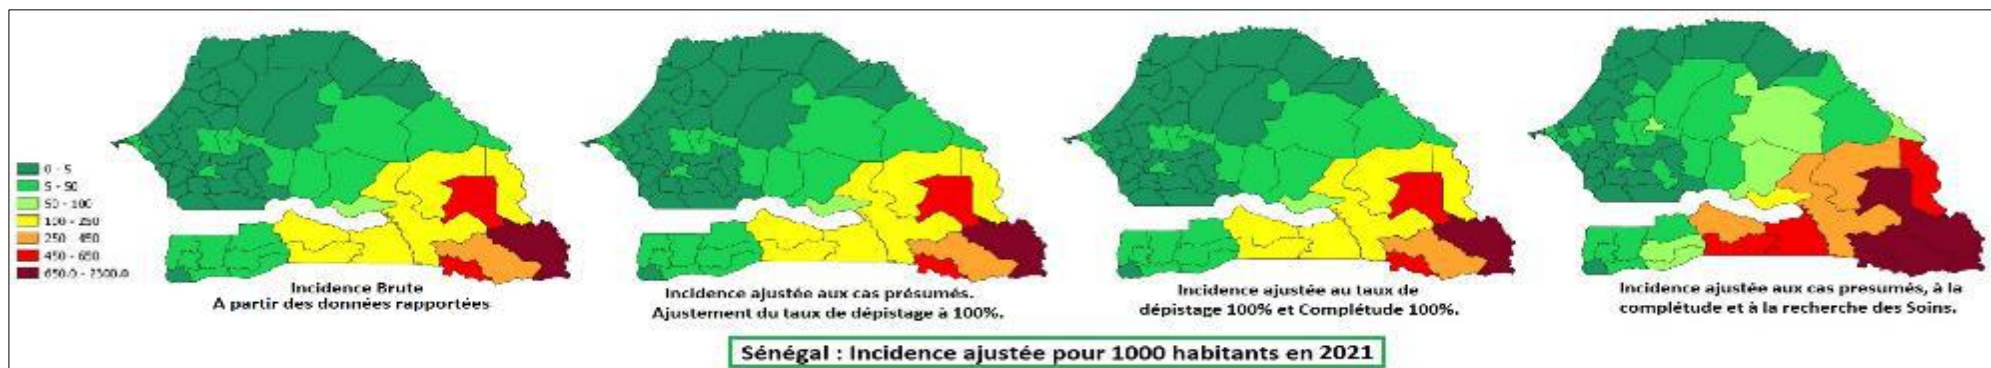 0 - 5
5 - 50
50 - 100
100 - 250
250 - 450
450 - 650
650.0 - 2300.0
Incidence Brute
A partir des données rapportées
Incidence ajustée aux cas présumés.
Ajustement du taux de dépistage à 100%.
Incidence ajustée au taux de
dépistage 100% et Complétude 100%.
Incidence ajustée aux cas presumés, à la
complétude et à la recherche des Soins.
Sénégal : Incidence ajustée pour 1000 habitants en 2021